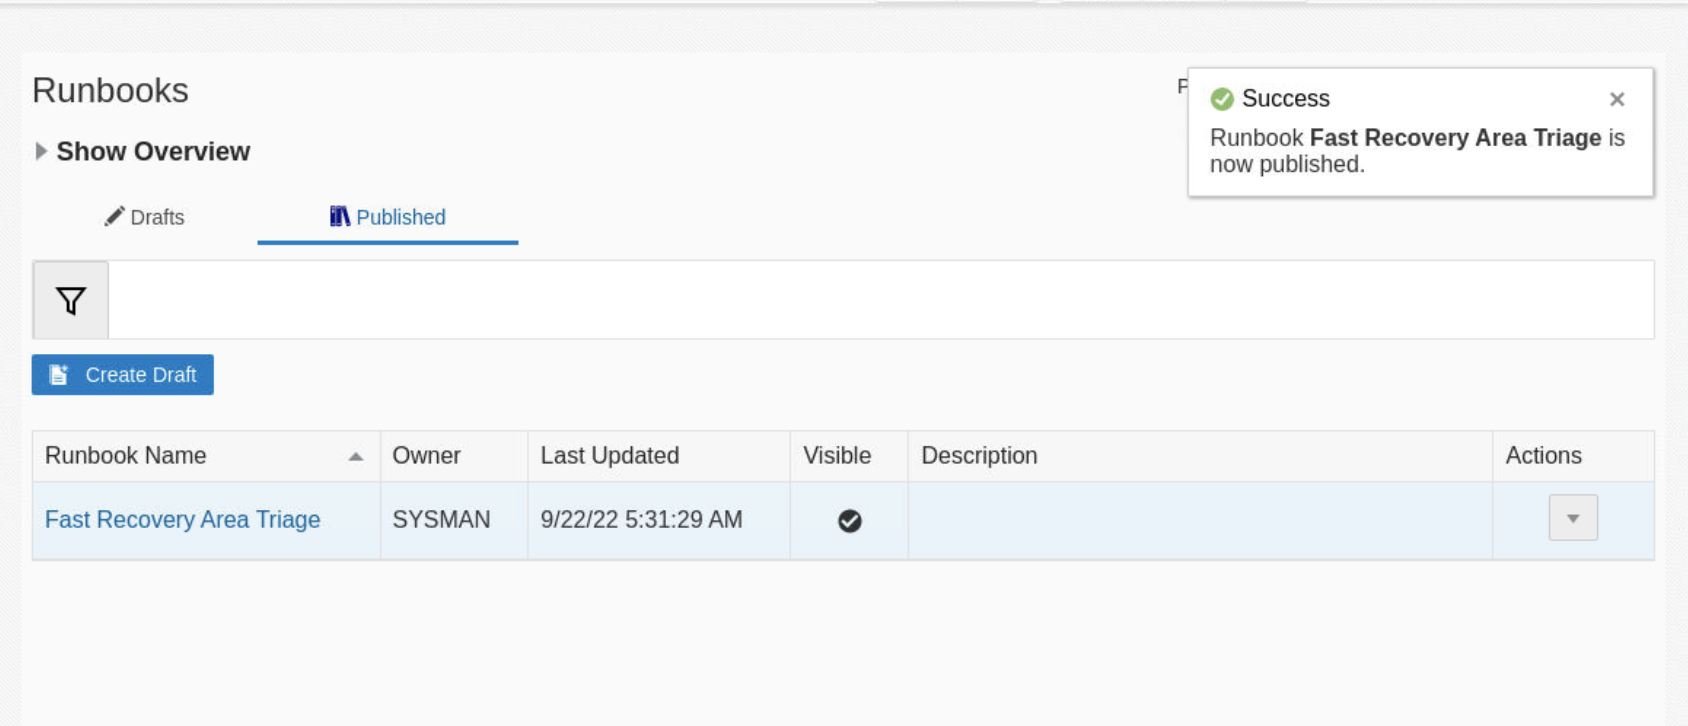 Runbooks
Success
Runbook Fast Recovery Area Triage is
now published.
Show Overview
Drafts
Published
Create Draft
Runbook Name Owner Last Updated Visible Description Actions
Fast Recovery Area Triage SYSMAN 9/22/22 5:31:29 AM